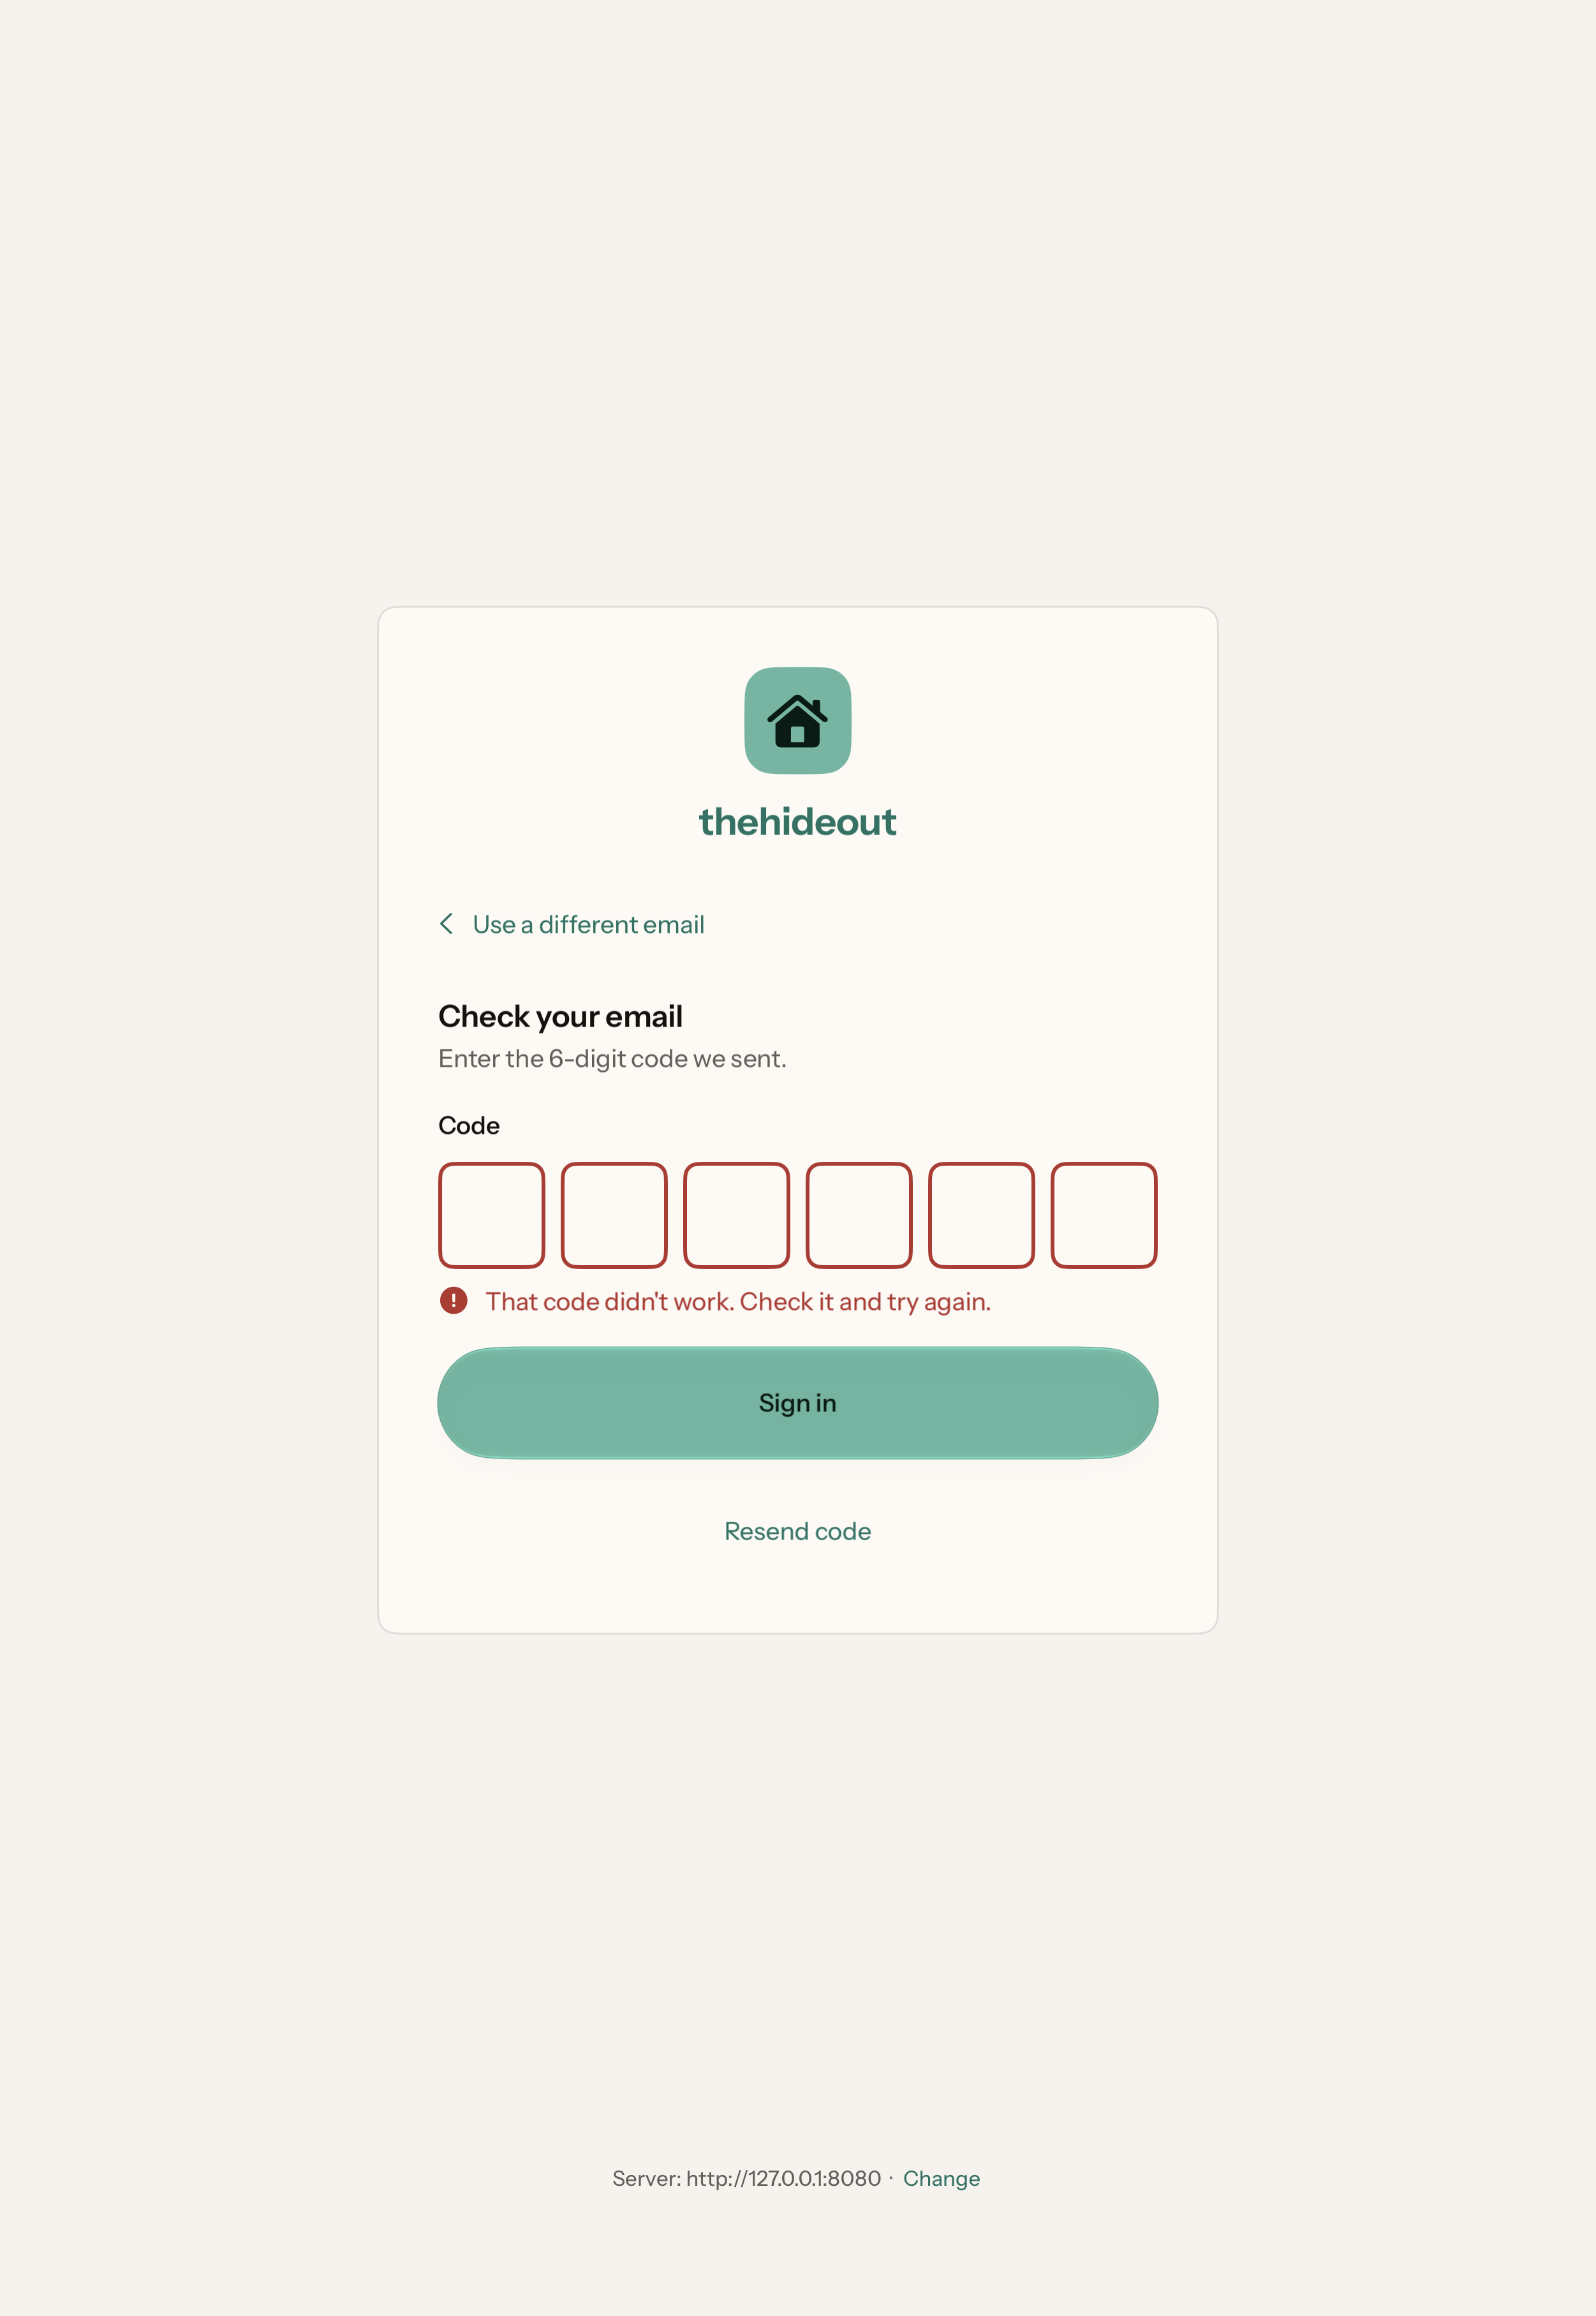 thehideout
Use a different email
Check your email
Enter the 6-digit code we sent.
Code
! That code didn't work. Check it and try again.
Sign in
Resend code
Server: http://127.0.0.1:8080 · Change